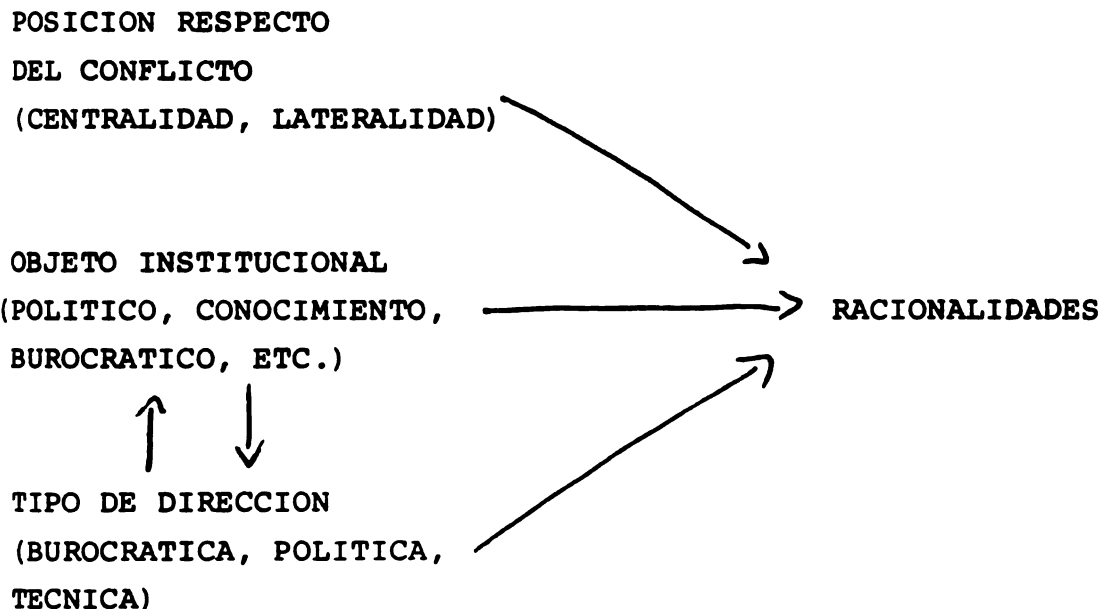 POSICION RESPECTO
DEL CONFLICTO
(CENTRALIDAD, LATERALIDAD)
OBJETO INSTITUCIONAL
(POLITICO, CONOCIMIENTO,
BUROCRATICO, ETC.)
RACIONALIDADES
TIPO DE DIRECCION
(BUROCRATICA, POLITICA,
TECNICA)